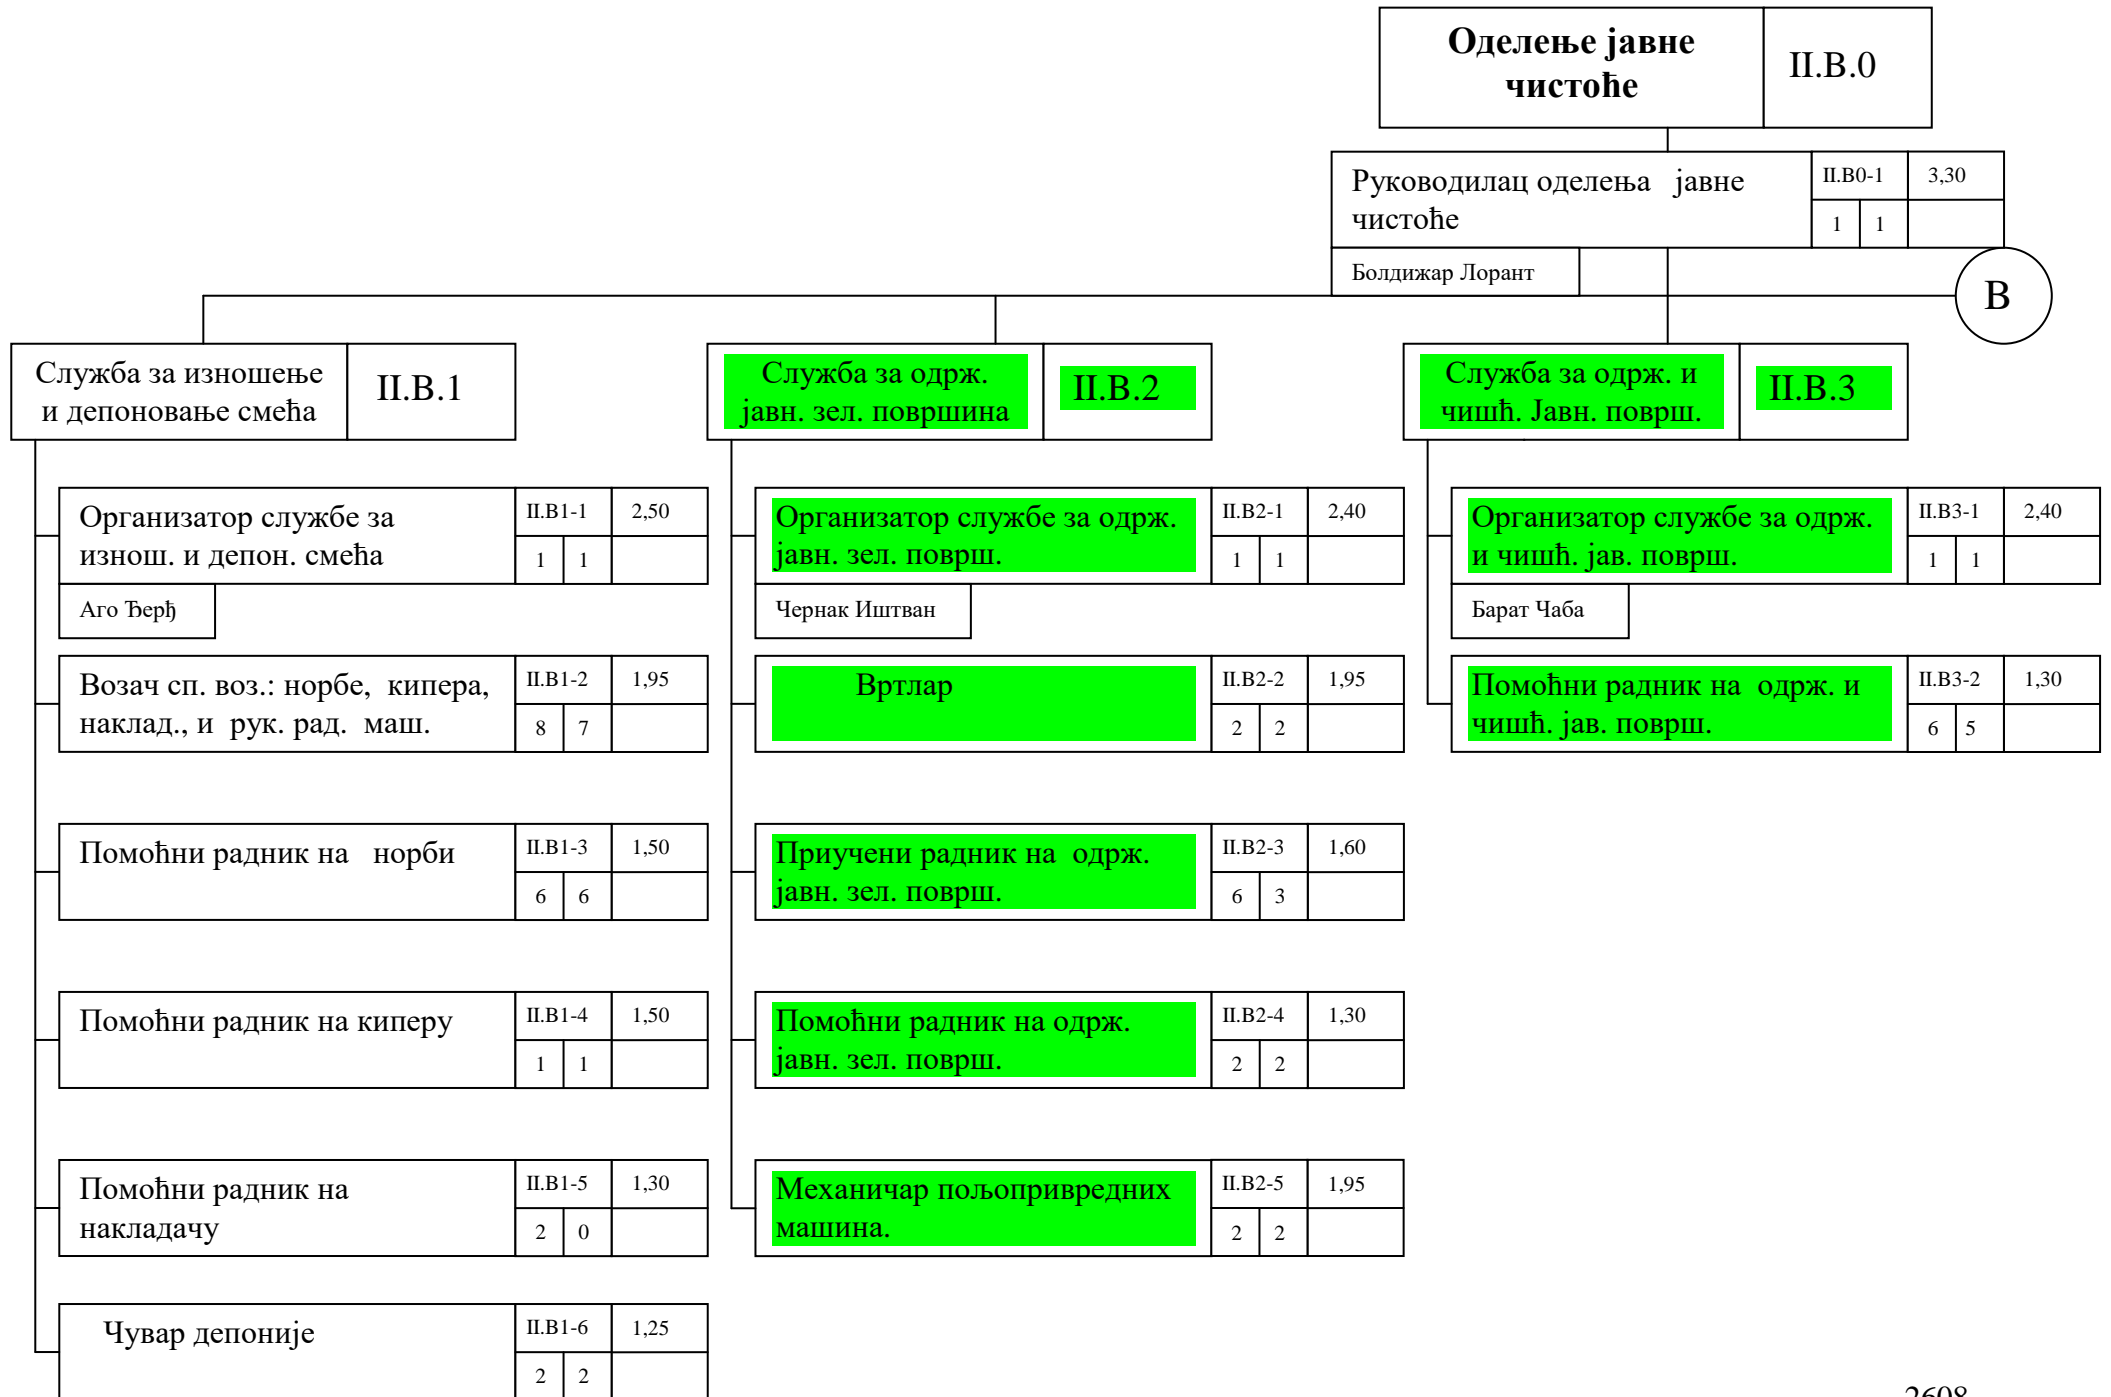 Оделење јавне
чистоће
II.В.0
Руководилац оделења јавне
чистоће
II.В0-1
3,30
1
1
Болдижар Лорант
В
Служба за изношење
и депоновање смећа
II.В.1
Организатор службе за
износ. и депон. смећа
II.В1-1
2,50
1
1
Аго Ђерђ
Возач сп. воз.: норбе, кипера,
наклад., и рук. рад. маш.
II.В1-2
1,95
8
7
Помоћни радник на норби
II.В1-3
1,50
6
6
Помоћни радник на киперу
II.В1-4
1,50
1
1
Помоћни радник на
накладачу
II.В1-5
1,30
2
0
Чувар депоније
II.В1-6
1,25
2
2
Служба за одрж.
јавн. зел. површина
II.В.2
Организатор службе за одрж.
јавн. зел. површ.
II.В2-1
2,40
1
1
Чернак Иштван
Вртлар
II.В2-2
1,95
2
2
Приучени радник на одрж.
јавн. зел. површ.
II.В2-3
1,60
6
3
Помоћни радник на одрж.
јавн. зел. површ.
II.В2-4
1,30
2
2
Механичар пољопривредних
машина.
II.В2-5
1,95
2
2
Служба за одрж. и
чишћ. Јавн. површ.
II.В.3
Организатор службе за одрж.
и чишћ. јав. површ.
II.В3-1
2,40
1
1
Барат Чаба
Помоћни радник на одрж. и
чишћ. јав. површ.
II.В3-2
1,30
6
5
2608